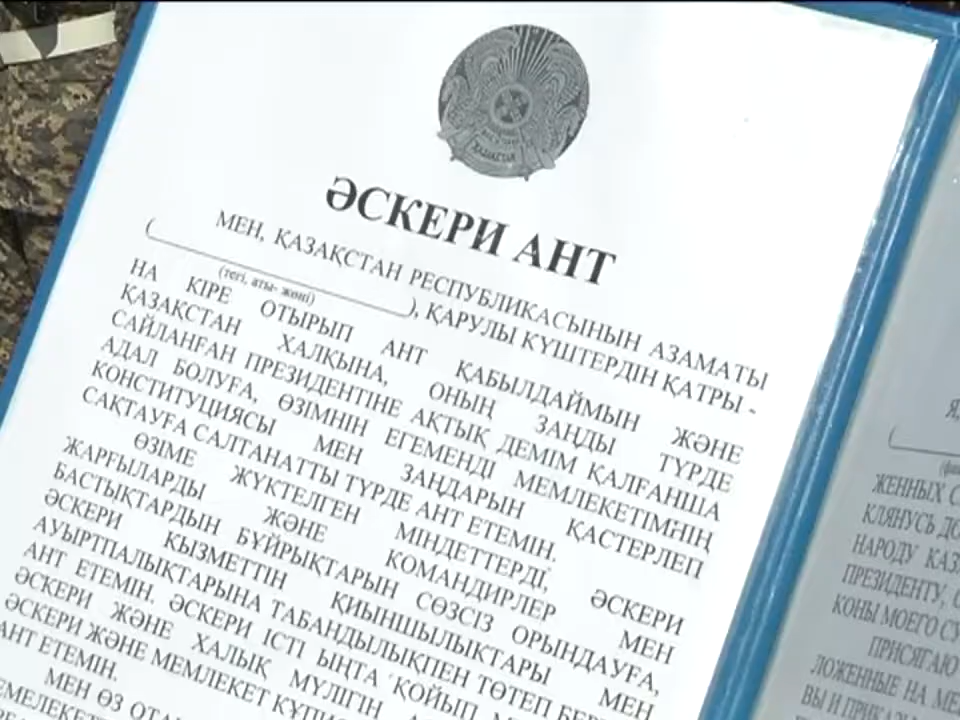 ҚАЗАҚСТАН
ӘСКЕРИ АНТ
МЕН, ҚАЗАҚСТАН РЕСПУБЛИКАСЫНЫҢ АЗАМАТЫ
( (тегі, аты- жөні) ), ҚАРУЛЫ КҮШТЕРДІҢ ҚАТРЫ -
НА КІРЕ ОТЫРЫП АНТ ҚАБЫЛДАЙМЫН ЖӘНЕ
ҚАЗАҚСТАН ХАЛҚЫНА, ОНЫҢ ЗАҢДЫ ТҮРДЕ
САЙЛАНҒАН ПРЕЗИДЕНТІНЕ АҚТЫҚ ДЕМІМ ҚАЛҒАНША
АДАЛ БОЛУҒА, ӨЗІМНІҢ ЕГЕМЕНДІ МЕМЛЕКЕТІМНІҢ
КОНСТИТУЦИЯСЫ МЕН ЗАҢДАРЫН ҚАСТЕРЛЕП
САҚТАУҒА САЛТАНАТТЫ ТҮРДЕ АНТ ЕТЕМІН.
ӨЗІМЕ ЖҮКТЕЛГЕН МІНДЕТТЕРДІ, ӘСКЕРИ
ЖАРҒЫЛАРДЫ ЖӘНЕ КОМАНДИРЛЕР МЕН
БАСТЫҚТАРДЫҢ БҰЙРЫҚТАРЫН СӨЗСІЗ ОРЫНДАУҒА,
ӘСКЕРИ ҚЫЗМЕТТІҢ ҚИЫНШЫЛЫҚТАРЫ МЕН
АУЫРТПАЛЫҚТАРЫНА ТАБАНДЫЛЫҚПЕН ТӨТЕП
АНТ ЕТЕМІН. ӘСКЕРИ ІСТІ ЫҢТА ҚОЙЫП
ӘСКЕРИ ЖӘНЕ ХАЛЫҚ МҮЛІГІН
ӘСКЕРИ ЖӘНЕ МЕМЛЕКЕТ
АНТ ЕТЕМІН.
МЕН ӨЗ
Я
ЖЕННЫХ С
КЛЯНУСЬ ДО
НАРОДУ КАЗ
ПРЕЗИДЕНТУ, С
КОНЫ МОЕГО СУ
ПРИСЯГАЮ
ЛОЖЕННЫЕ НА МЕ
ВЫ И ПРИКАЗ